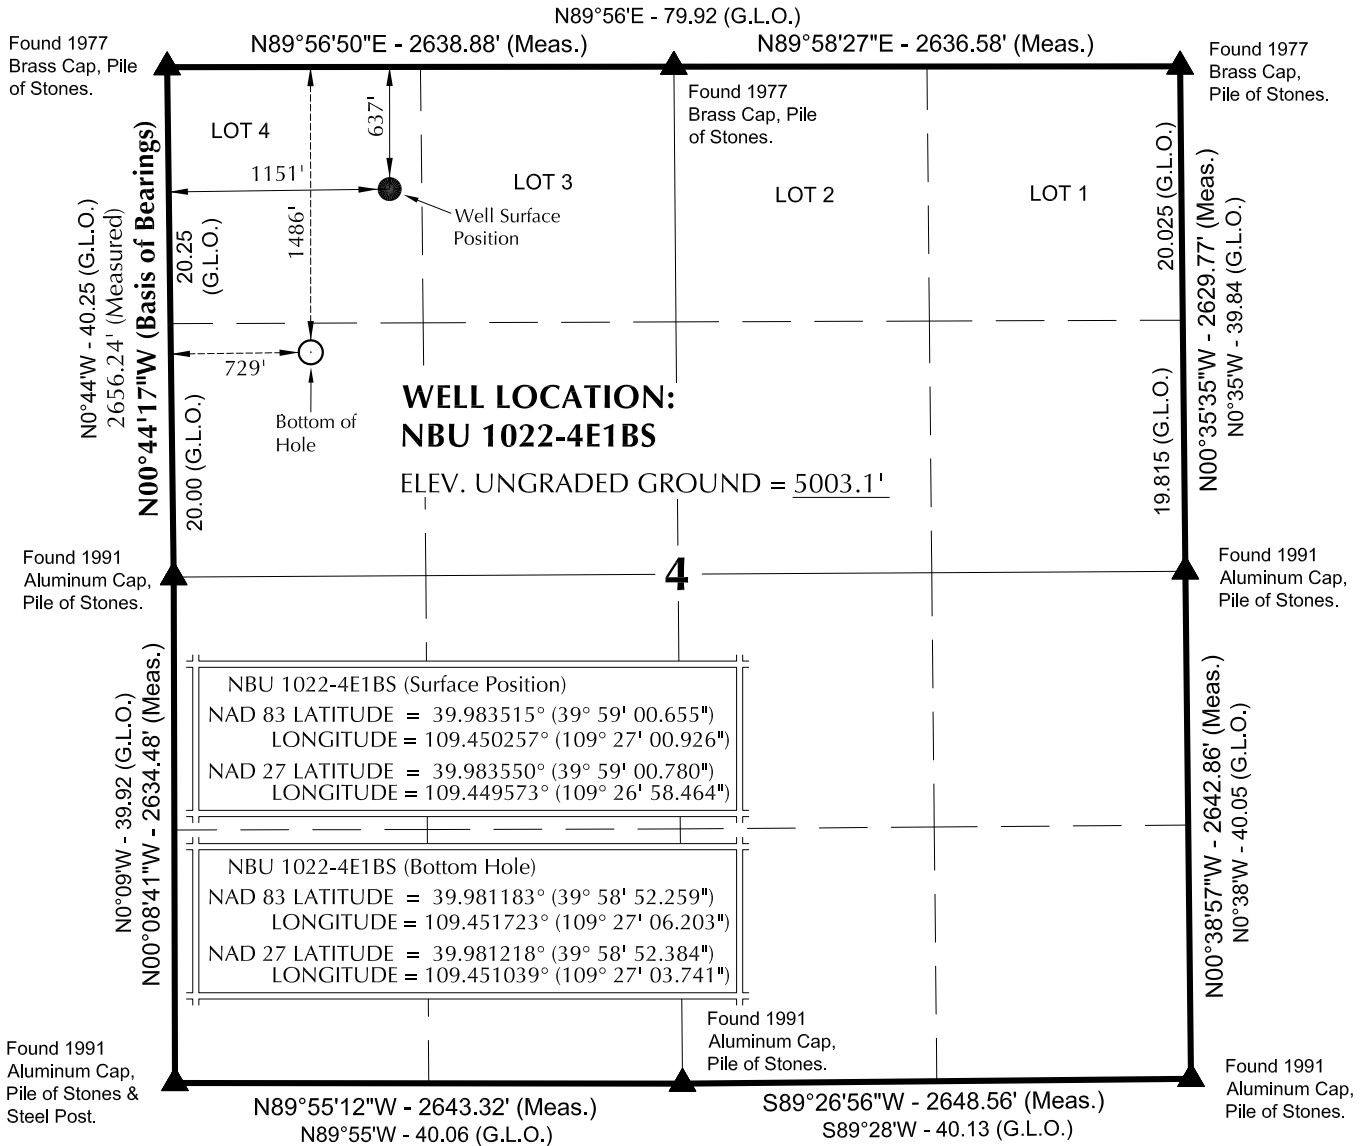 N89°56'E - 79.92 (G.L.O.)
N89°56'50"E - 2638.88' (Meas.)
N89°58'27"E - 2636.58' (Meas.)
Found 1977
Brass Cap, Pile
of Stones.
Found 1977
Brass Cap, Pile
of Stones.
Found 1977
Brass Cap,
Pile of Stones.
LOT 4
637'
1151'
1486'
LOT 3
LOT 2
LOT 1
Well Surface
Position
20.25
(G.L.O.)
N0°44'W - 40.25 (G.L.O.)
2656.24' (Measured)
N00°44'17"W (Basis of Bearings)
20.025 (G.L.O.)
N00°35'35"W - 2629.77' (Meas.)
N0°35'W - 39.84 (G.L.O.)
729'
Bottom of
Hole
20.00 (G.L.O.)
19.815 (G.L.O.)
WELL LOCATION:
NBU 1022-4E1BS
ELEV. UNGRADED GROUND = 5003.1'
Found 1991
Aluminum Cap,
Pile of Stones.
4
Found 1991
Aluminum Cap,
Pile of Stones.
N0°09'W - 39.92 (G.L.O.)
N00°08'41"W - 2634.48' (Meas.)
NBU 1022-4E1BS (Surface Position)
NAD 83 LATITUDE = 39.983515° (39° 59' 00.655")
LONGITUDE = 109.450257° (109° 27' 00.926")
NAD 27 LATITUDE = 39.983550° (39° 59' 00.780")
LONGITUDE = 109.449573° (109° 26' 58.464")
NBU 1022-4E1BS (Bottom Hole)
NAD 83 LATITUDE = 39.981183° (39° 58' 52.259")
LONGITUDE = 109.451723° (109° 27' 06.203")
NAD 27 LATITUDE = 39.981218° (39° 58' 52.384")
LONGITUDE = 109.451039° (109° 27' 03.741")
N00°38'57"W - 2642.86' (Meas.)
N0°38'W - 40.05 (G.L.O.)
Found 1991
Aluminum Cap,
Pile of Stones &
Steel Post.
Found 1991
Aluminum Cap,
Pile of Stones.
Found 1991
Aluminum Cap,
Pile of Stones.
N89°55'12"W - 2643.32' (Meas.)
N89°55'W - 40.06 (G.L.O.)
S89°26'56"W - 2648.56' (Meas.)
S89°28'W - 40.13 (G.L.O.)